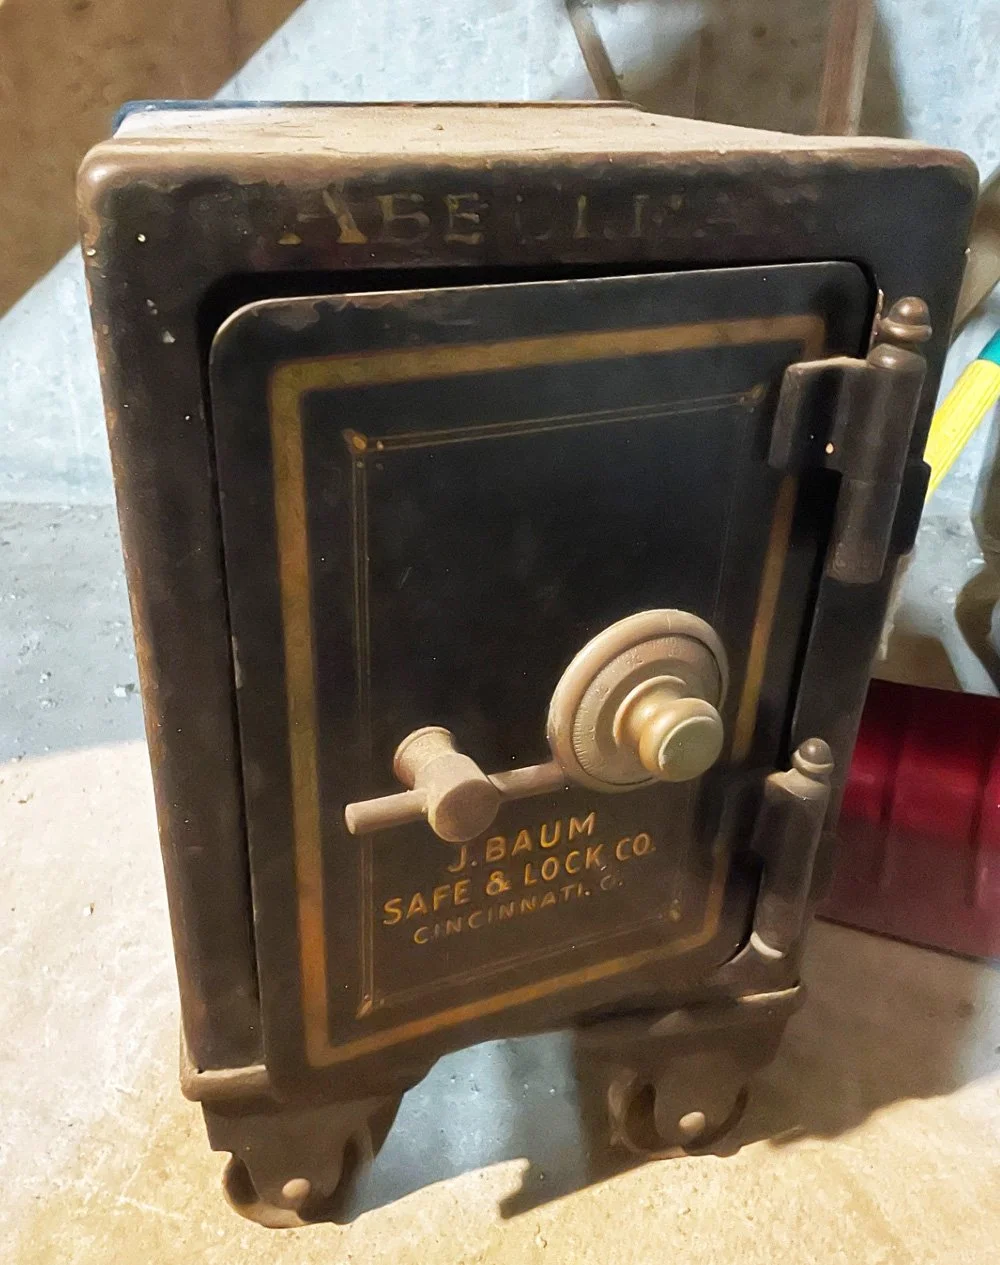 J. BAUM
SAFE & LOCK CO.
CINCINNATI. O.